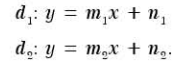 d₁: y = m₁x + n₁
d₂: y = m₂x + n₂.